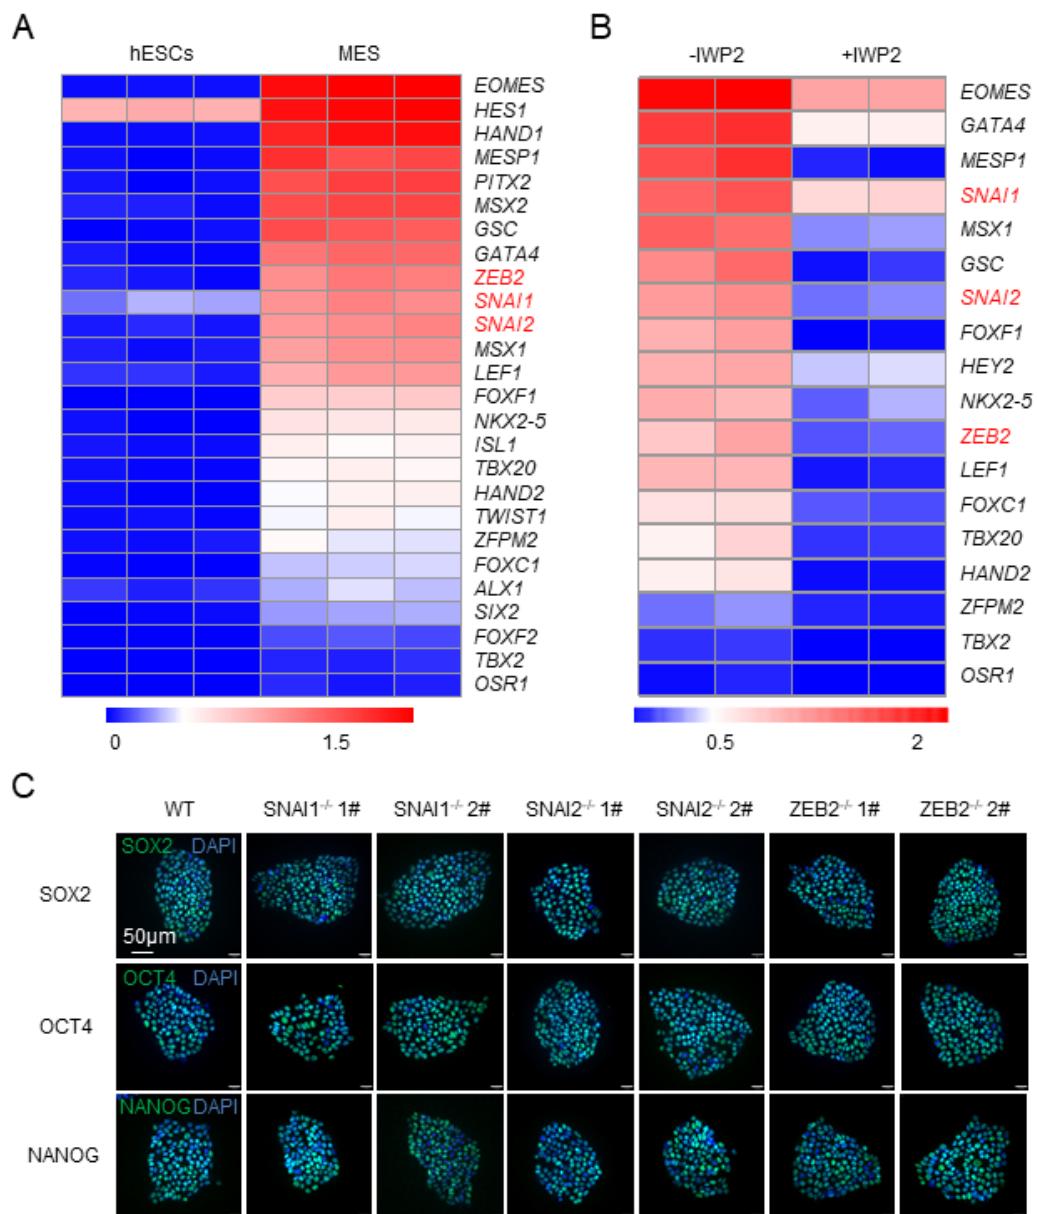 A
hESCs MES
EOMES
HES1
HAND1
MESP1
PITX2
MSX2
GSC
GATA4
ZEB2
SNAI1
SNAI2
MSX1
LEF1
FOXF1
NKX2-5
ISL1
TBX20
HAND2
TWIST1
ZFPM2
FOXC1
ALX1
SIX2
FOXF2
TBX2
OSR1
0 1.5
B
-IWP2 +IWP2
EOMES
GATA4
MESP1
SNAI1
MSX1
GSC
SNAI2
FOXF1
HEY2
NKX2-5
ZEB2
LEF1
FOXC1
TBX20
HAND2
ZFPM2
TBX2
OSR1
0.5 2
C
WT SNAI1-/- 1# SNAI1-/- 2# SNAI2-/- 1# SNAI2-/- 2# ZEB2-/- 1# ZEB2-/- 2#
SOX2 DAPI
SOX2
50μm
OCT4 DAPI
OCT4
NANOG DAPI
NANOG